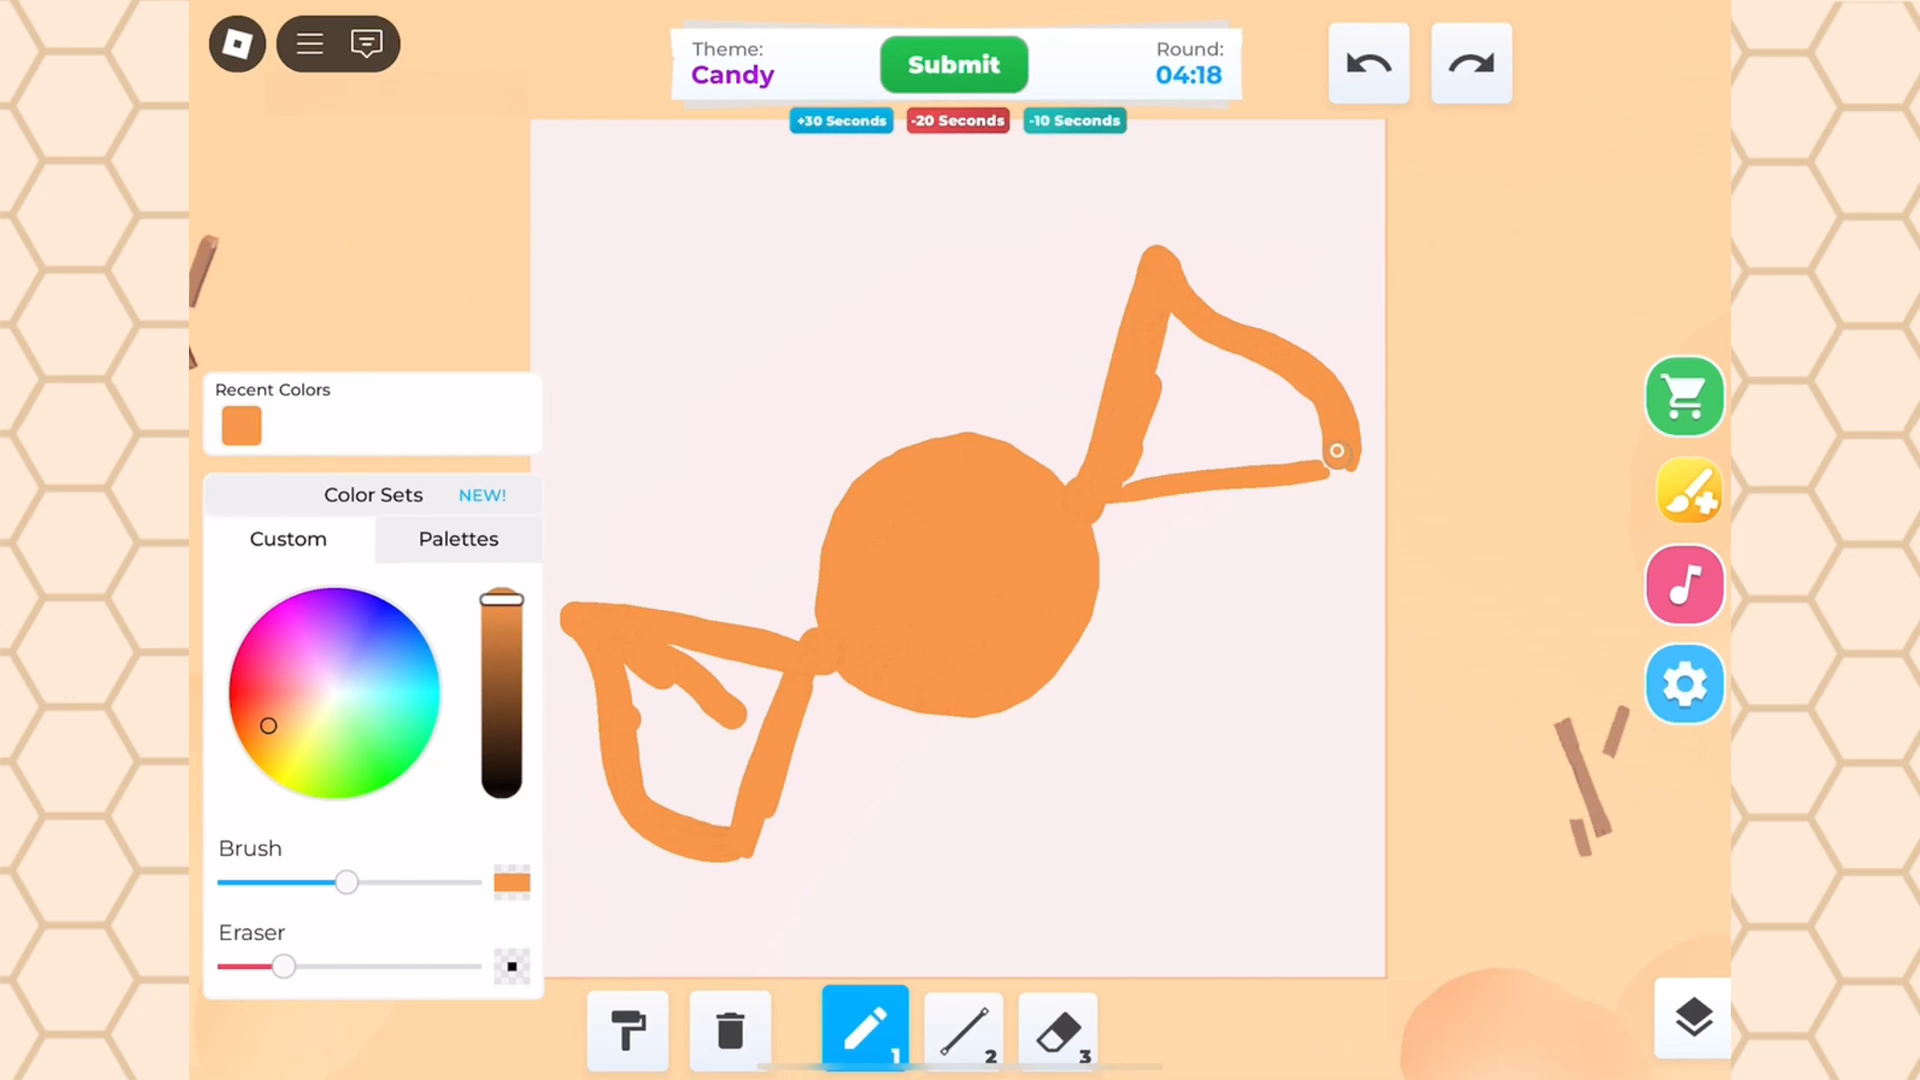 Theme:
Candy
Submit
Round:
04:18
+30 Seconds
-20 Seconds
-10 Seconds
Recent Colors
Color Sets
NEW!
Custom
Palettes
Brush
Eraser
1
2
3